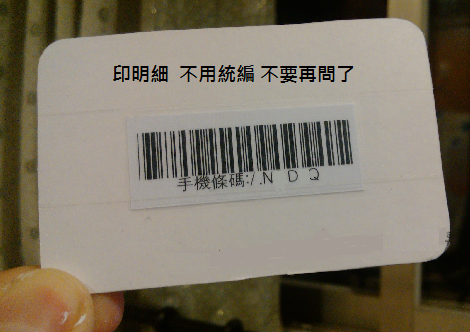 印明細 不用統編 不要再問了
手機條碼:/.N D Q